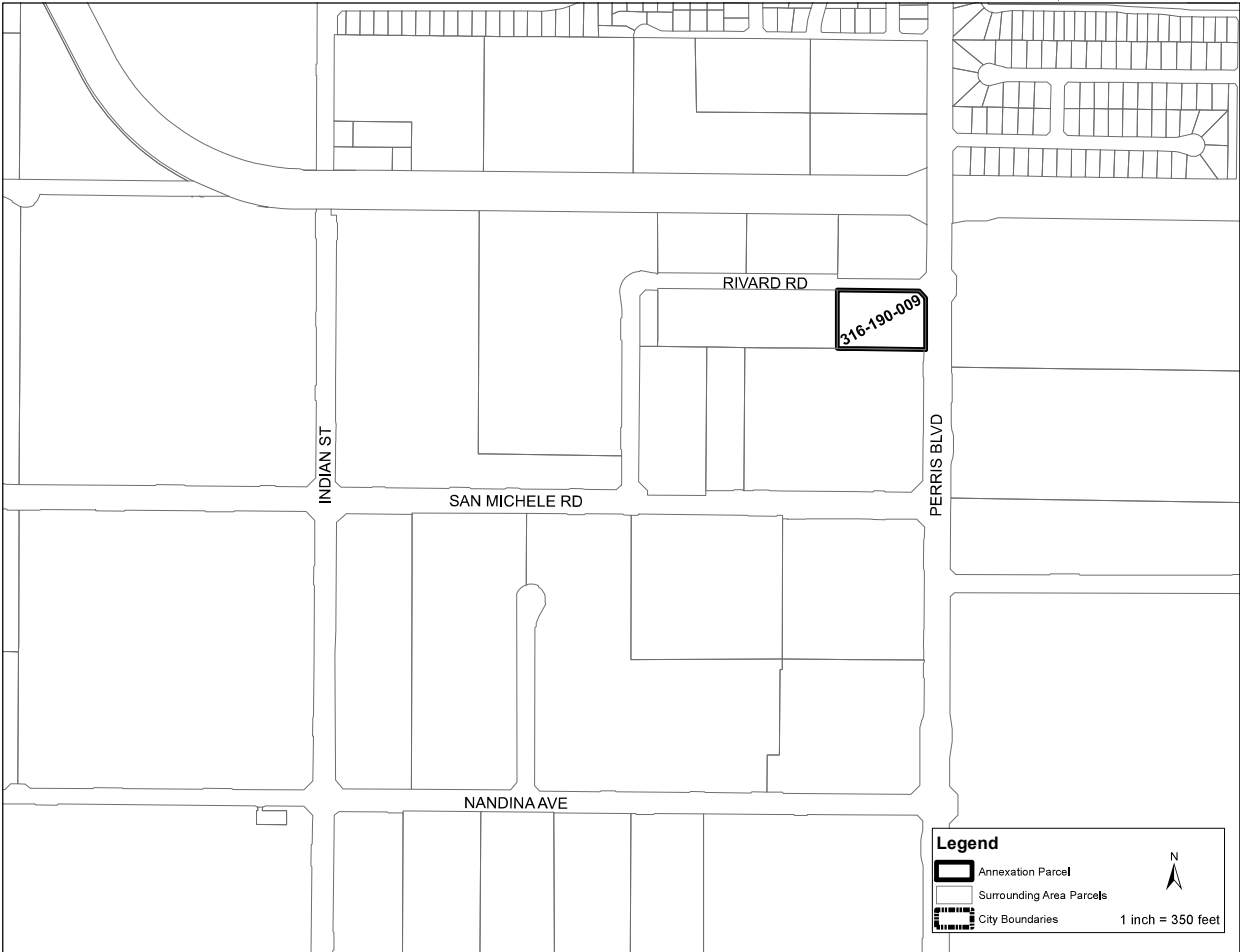 RIVARD RD
316-190-009
INDIAN ST
PERRIS BLVD
SAN MICHELE RD
NANDINA AVE
Legend
Annexation Parcel
Surrounding Area Parcels
City Boundaries
N
1 inch = 350 feet